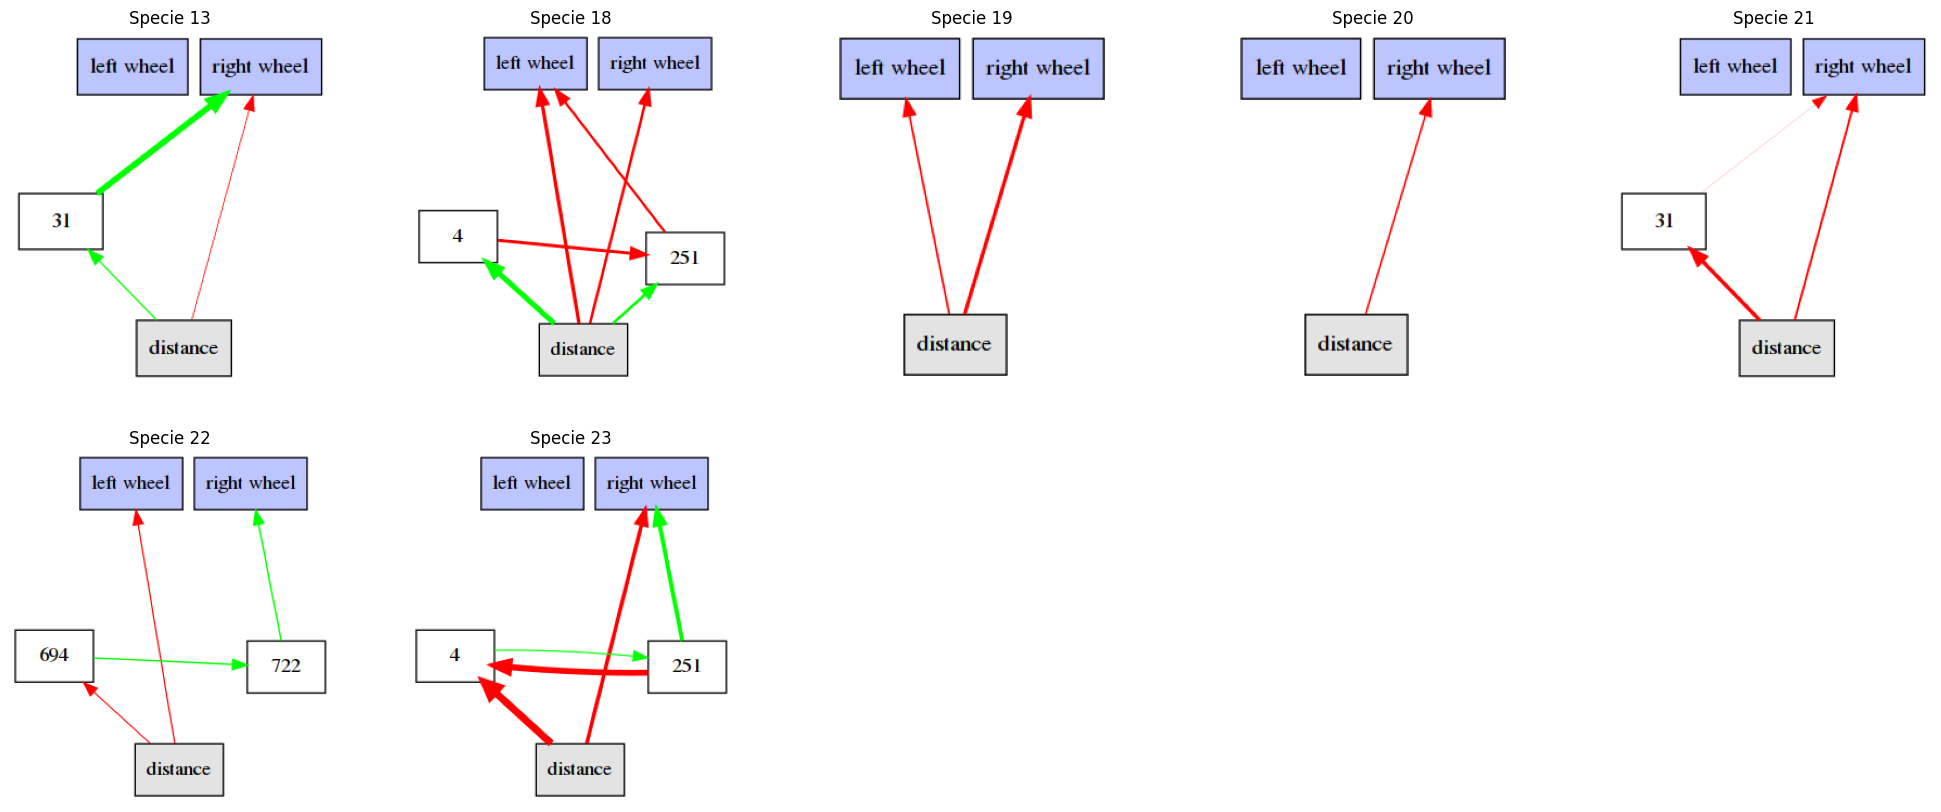 Specie 13
left wheel
right wheel
31
distance
Specie 18
left wheel
right wheel
4
251
distance
Specie 19
left wheel
right wheel
distance
Specie 20
left wheel
right wheel
distance
Specie 21
left wheel
right wheel
31
distance
Specie 22
left wheel
right wheel
694
722
distance
Specie 23
left wheel
right wheel
4
251
distance